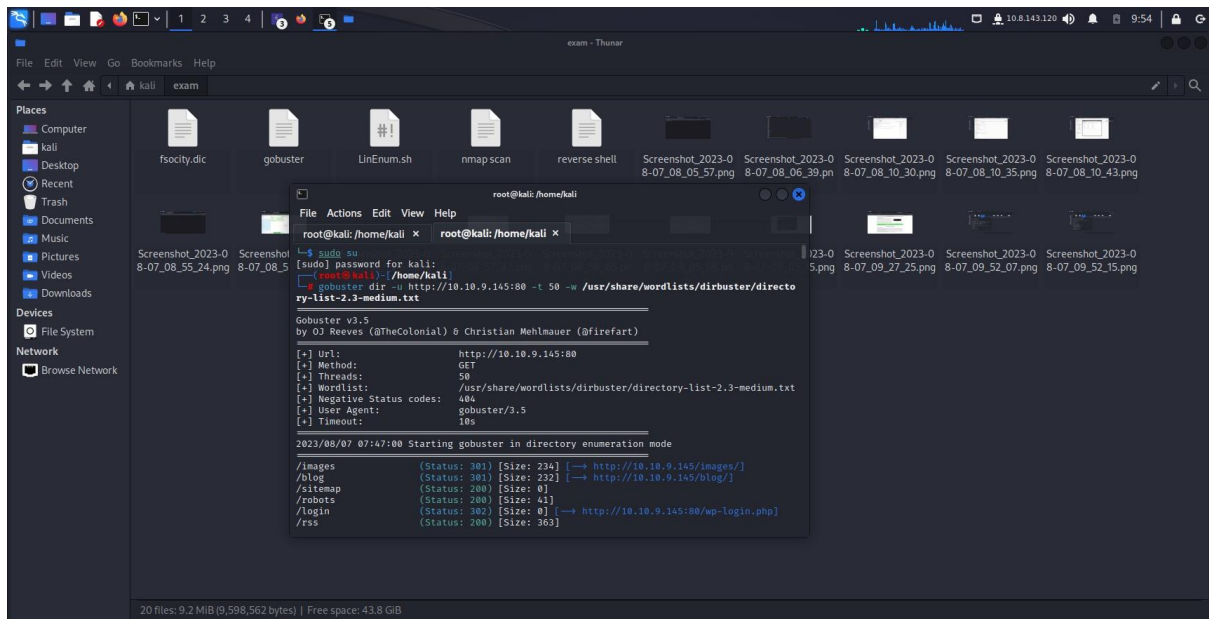 1 2 3 4 3 5 10.8.143.120 9:54
exam - Thunar
File Edit View Go Bookmarks Help
kali exam
Places
Computer
kali
Desktop
Recent
Trash
Documents
Music
Pictures
Videos
Downloads
Devices
File System
Network
Browse Network
fsocity.dic gobuster LinEnum.sh nmap scan reverse shell Screenshot_2023-0 Screenshot_2023-0 Screenshot_2023-0 Screenshot_2023-0 Screenshot_2023-0
8-07_08_05_57.png 8-07_08_06_39.pn 8-07_08_10_30.png 8-07_08_10_35.png 8-07_08_10_43.png
Screenshot_2023-0 Screenshot 023-0 Screenshot_2023-0 Screenshot_2023-0 Screenshot_2023-0
8-07_08_55_24.png 8-07_08_5 5.png 8-07_09_27_25.png 8-07_09_52_07.png 8-07_09_52_15.png
root@kali: /home/kali
File Actions Edit View Help
root@kali: /home/kali × root@kali: /home/kali ×
└─$ sudo su
[sudo] password for kali:
┌──(root㉿kali)-[/home/kali]
└─# gobuster dir -u http://10.10.9.145:80 -t 50 -w /usr/share/wordlists/dirbuster/directo
ry-list-2.3-medium.txt
Gobuster v3.5
by OJ Reeves (@TheColonial) & Christian Mehlmauer (@firefart)
[+] Url: http://10.10.9.145:80
[+] Method: GET
[+] Threads: 50
[+] Wordlist: /usr/share/wordlists/dirbuster/directory-list-2.3-medium.txt
[+] Negative Status codes: 404
[+] User Agent: gobuster/3.5
[+] Timeout: 10s
2023/08/07 07:47:00 Starting gobuster in directory enumeration mode
/images (Status: 301) [Size: 234] [--> http://10.10.9.145/images/]
/blog (Status: 301) [Size: 232] [--> http://10.10.9.145/blog/]
/sitemap (Status: 200) [Size: 0]
/robots (Status: 200) [Size: 41]
/login (Status: 302) [Size: 0] [--> http://10.10.9.145:80/wp-login.php]
/rss (Status: 200) [Size: 363]
20 files: 9.2 MiB (9,598,562 bytes) | Free space: 43.8 GiB